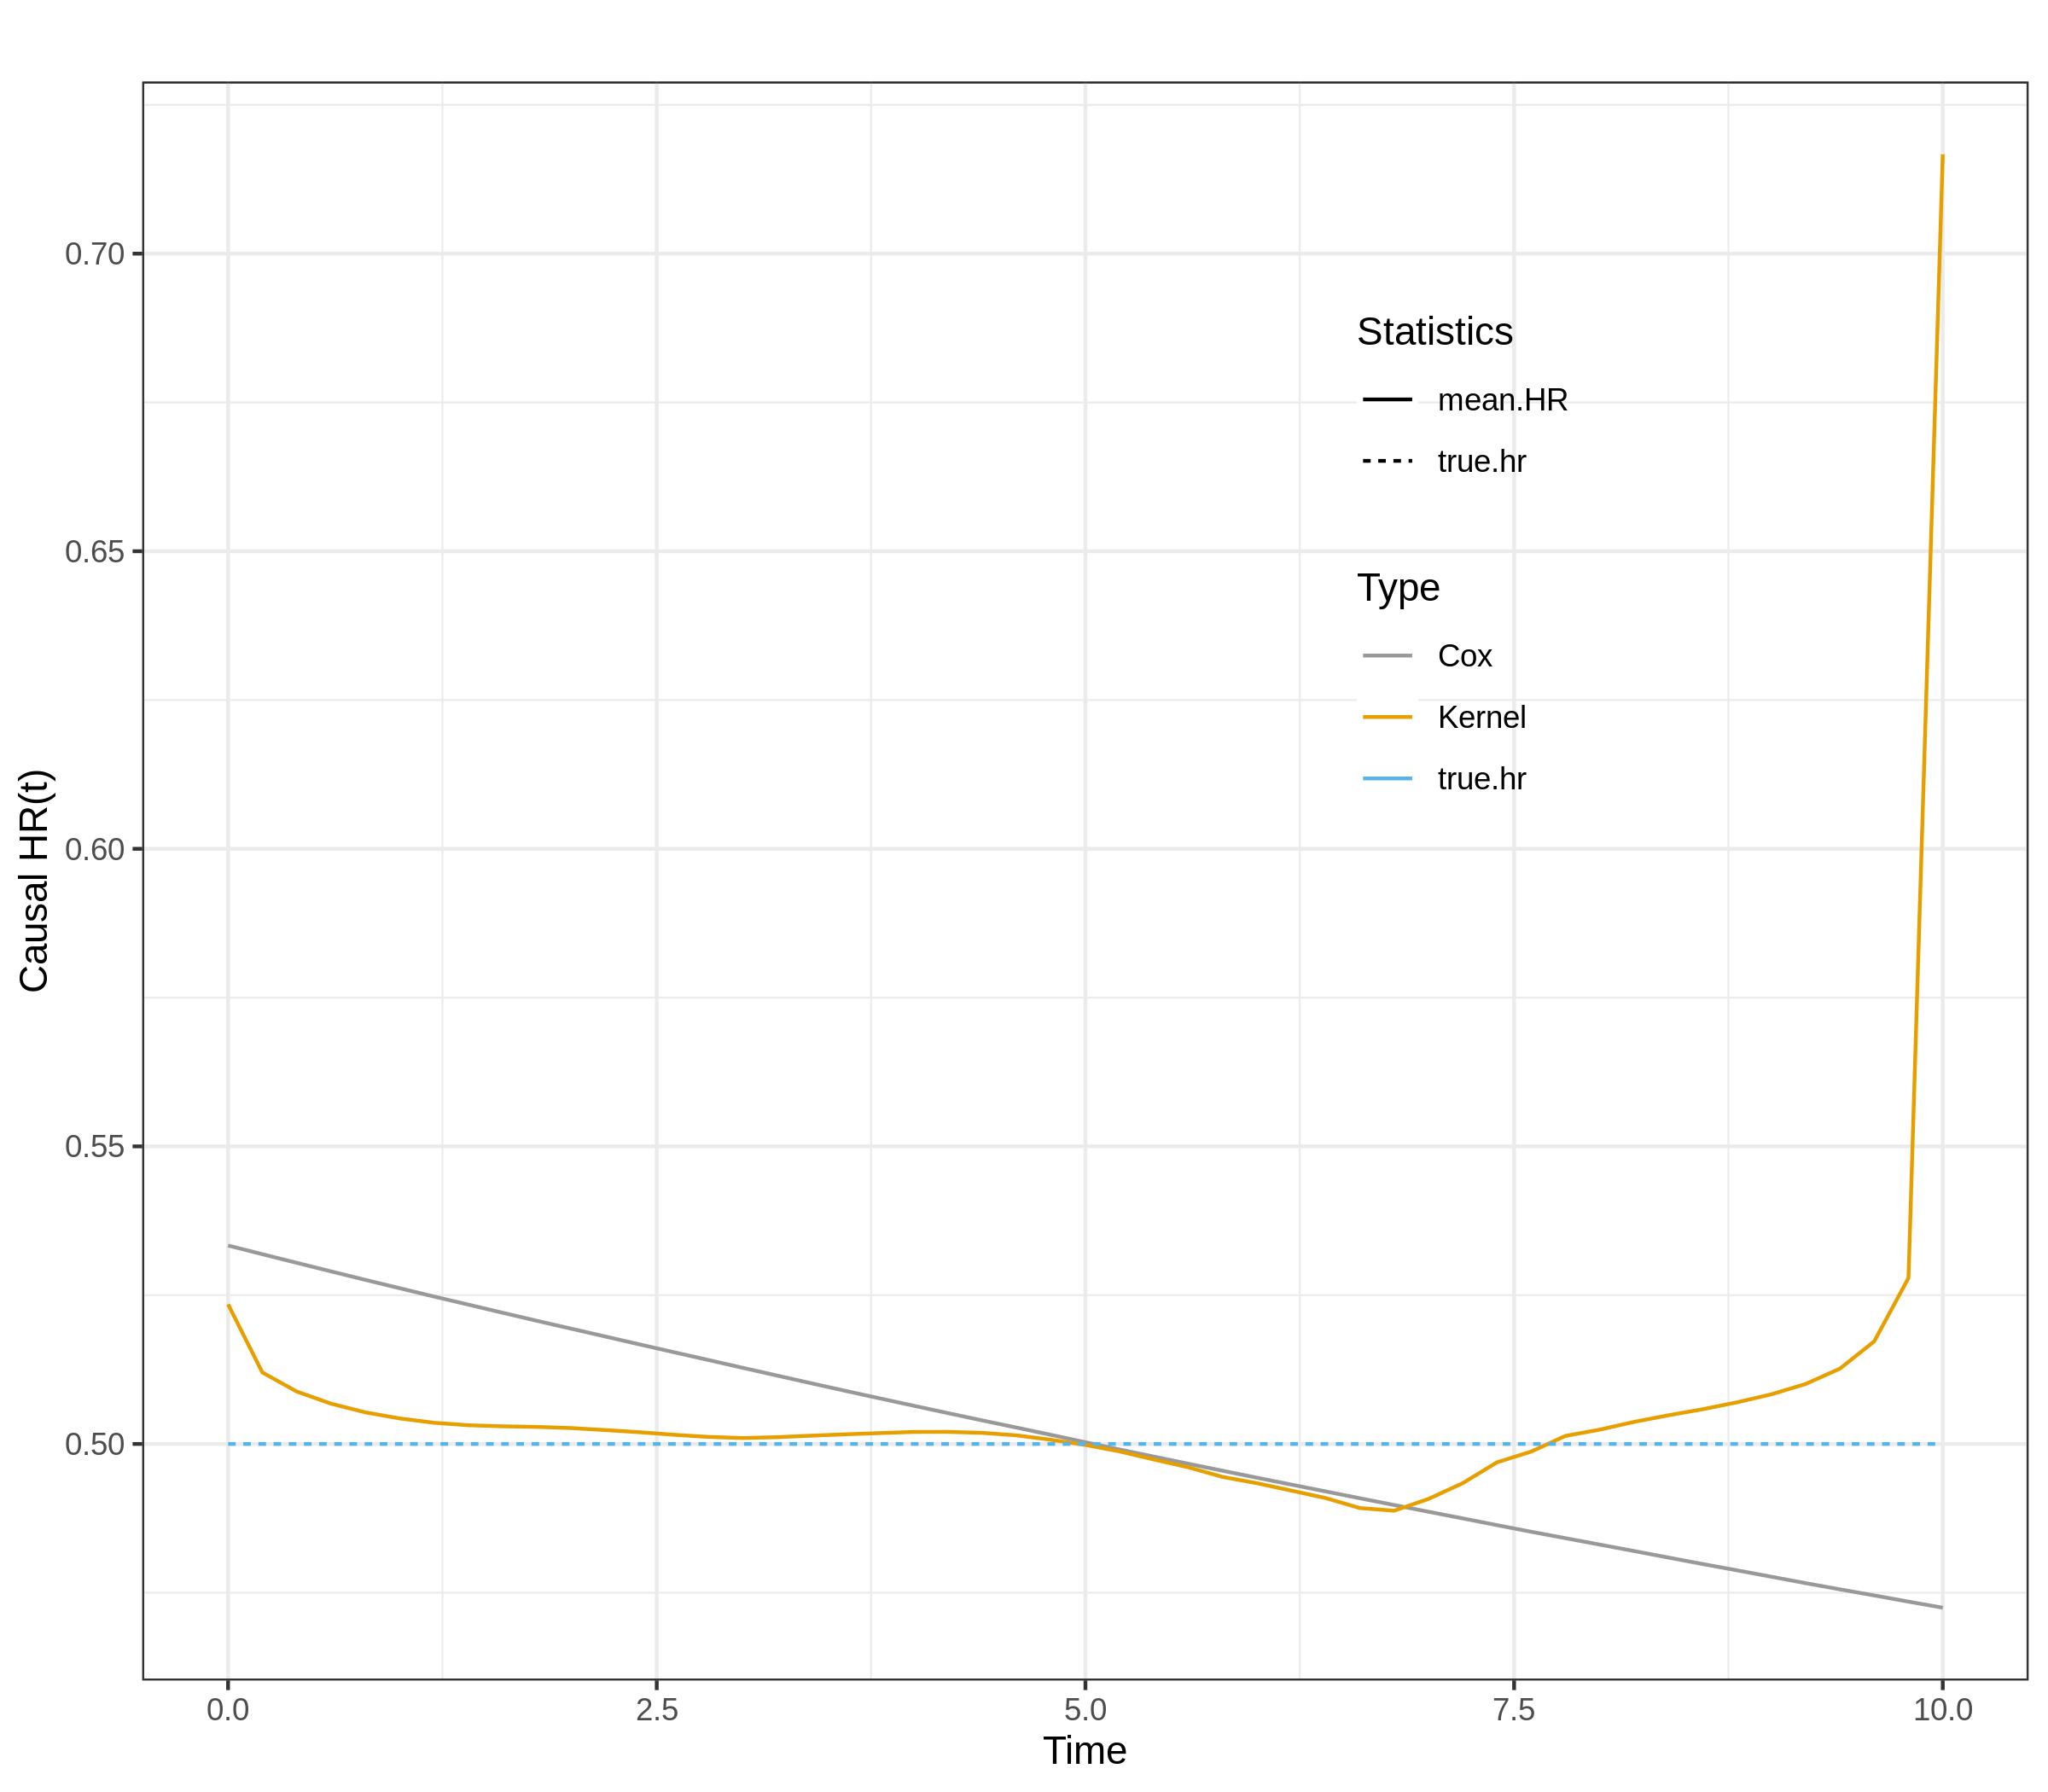 0.70
0.65
0.60
0.55
0.50
Causal HR(t)
Statistics
mean.HR
true.hr
Type
Cox
Kernel
true.hr
0.0 2.5 5.0 7.5 10.0
Time